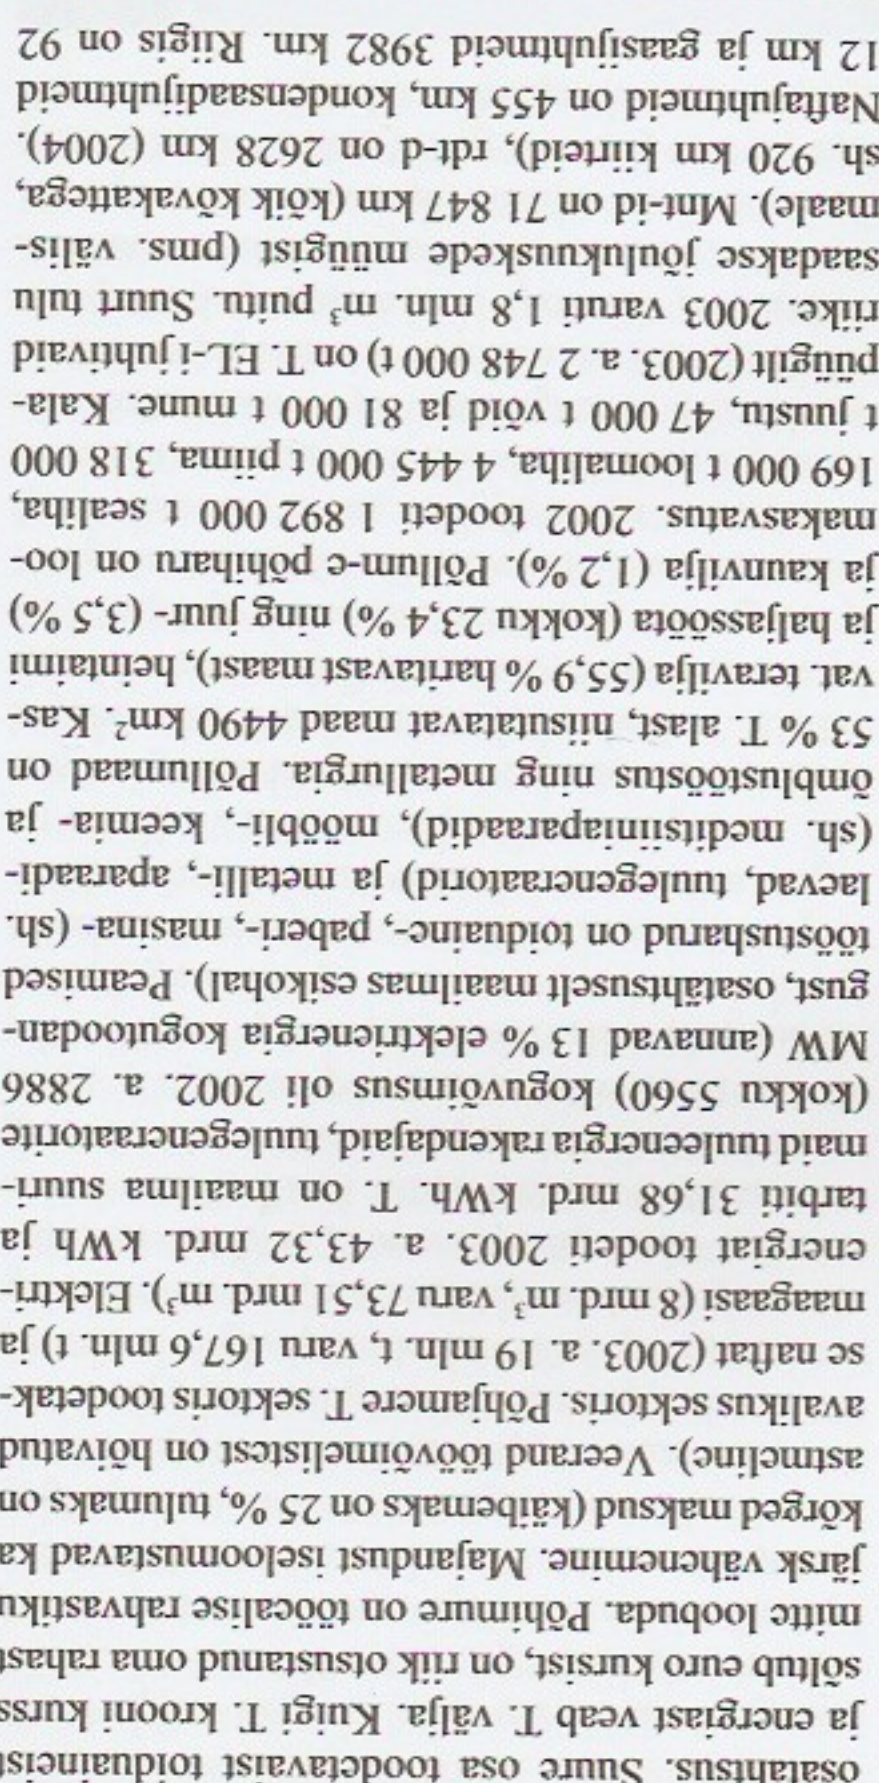 osatähtsus. Suure osa toodetavaist toiduaineist
ja energiast veab T. välja. Kuigi T. krooni kurss
sõltub euro kursist, on riik otsustanud oma rahast
mitte loobuda. Põhimure on tööealise rahvastiku
järsk vähenemine. Majandust iseloomustavad ka
kõrged maksud (käibemaks on 25 %, tulumaks on
astmeline). Veerand töövõimelistest on hõivatud
avalikus sektoris. Põhjamere T. sektoris toodetak-
se naftat (2003. a. 19 mln. t, varu 167,6 mln. t) ja
maagaasi (8 mrd. m³, varu 73,51 mrd. m³). Elektri-
energiat toodeti 2003. a. 43,32 mrd. kWh ja
tarbiti 31,68 mrd. kWh. T. on maailma suuri-
maid tuuleenergia rakendajaid, tuulegeneraatorite
(kokku 5560) koguvõimsus oli 2002. a. 2886
MW (annavad 13 % elektrienergia kogutoodan-
gust, osatähtsuselt maailmas esikohal). Peamised
tööstusharud on toiduaine-, paberi-, masina- (sh.
laevad, tuulegeneraatorid) ja metalli-, aparaadi-
(sh. meditsiiniaparaadid), mööbli-, keemia- ja
õmblustööstus ning metallurgia. Põllumaad on
53 % T. alast, niisutatavat maad 4490 km². Kas-
vat. teravilja (55,9 % haritavast maast), heintaimi
ja haljassööta (kokku 23,4 %) ning juur- (3,5 %)
ja kaunvilja (1,2 %). Põllum-e põhiharu on loo-
makasvatus. 2002 toodeti 1 892 000 t sealiha,
169 000 t loomaliha, 4 445 000 t piima, 318 000
t juustu, 47 000 t võid ja 81 000 t mune. Kala-
püügilt (2003. a. 2 748 000 t) on T. EL-i juhtivaid
riike. 2003 varuti 1,8 mln. m³ puitu. Suurt tulu
saadakse jõulukuuskede müügist (pms. välis-
maale). Mnt-id on 71 847 km (kõik kõvakattega,
sh. 920 km kiirteid), rdt-d on 2628 km (2004).
Naftajuhtmeid on 455 km, kondensaadijuhtmeid
12 km ja gaasijuhtmeid 3982 km. Riigis on 92